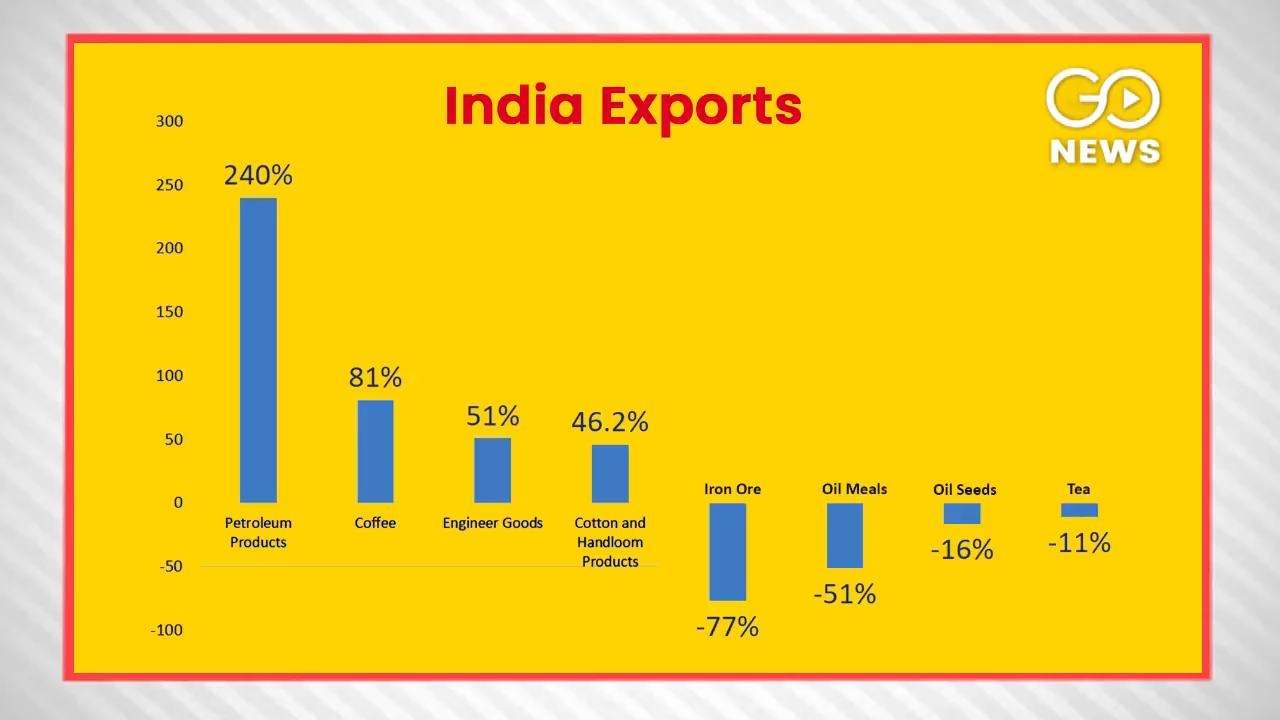 India Exports
GO
NEWS
300
250
200
150
100
50
0
-50
-100
240%
81%
51%
46.2%
Petroleum
Products
Coffee
Engineer Goods
Cotton and
Handloom
Products
Iron Ore
Oil Meals
Oil Seeds
Tea
-77%
-51%
-16%
-11%